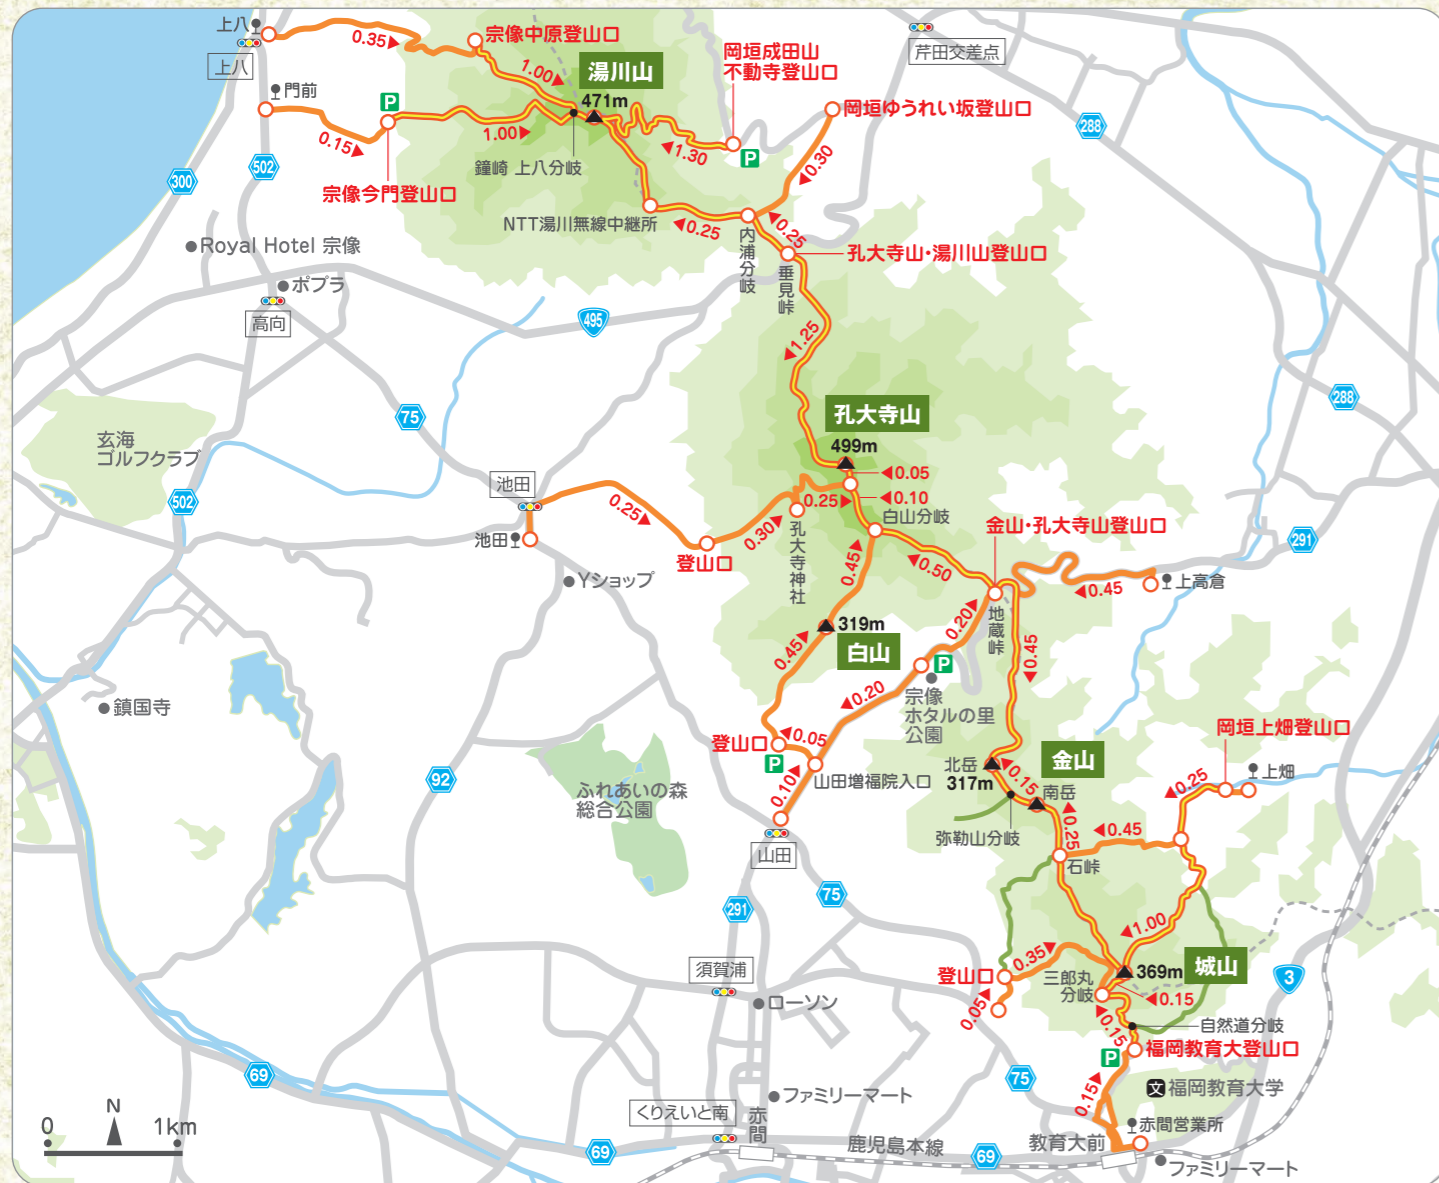 上八
上八
0.35▶
宗像中原登山口
1.00▶
湯川山
471m
岡垣成田山
不動寺登山口
芹田交差点
門前
P
0.15▶
1.00▶
◀1.30
P
岡垣ゆうれい坂登山口
288
◀0.30
鐘崎 上八分岐
300
502
宗像今門登山口
NTT湯川無線中継所
◀0.25
内浦分岐
◀0.25
垂見峠
孔大寺山・湯川山登山口
Royal Hotel 宗像
ポプラ
高向
495
◀1.25
288
75
孔大寺山
499m
玄海
ゴルフクラブ
502
池田
池田
0.25▶
登山口
0.30▶
0.25▶
孔大寺神社
◀0.05
◀0.10
白山分岐
金山・孔大寺山登山口
291
◀0.50
0.45▶
Yショップ
地蔵峠
◀0.45
上高倉
319m
白山
0.20▶
◀0.45
0.45▶
P
宗像
ホタルの里
公園
◀0.20
鎮国寺
登山口
P
◀0.05
山田増福院入口
0.10▶
山田
北岳
317m
◀0.15
金山
南岳
弥勒山分岐
岡垣上畑登山口
上畑
◀0.25
◀0.25
◀0.45
石峠
92
ふれあいの森
総合公園
75
291
◀1.00
須賀浦
ローソン
登山口
0.35▶
0.05▶
三郎丸
分岐
369m
城山
◀0.15
3
自然道分岐
◀0.15
福岡教育大登山口
P
69
75
文
福岡教育大学
0.15▶
赤間営業所
ファミリーマート
くりえいと南
赤間
鹿児島本線
教育大前
69
69
ファミリーマート
N
0
1km